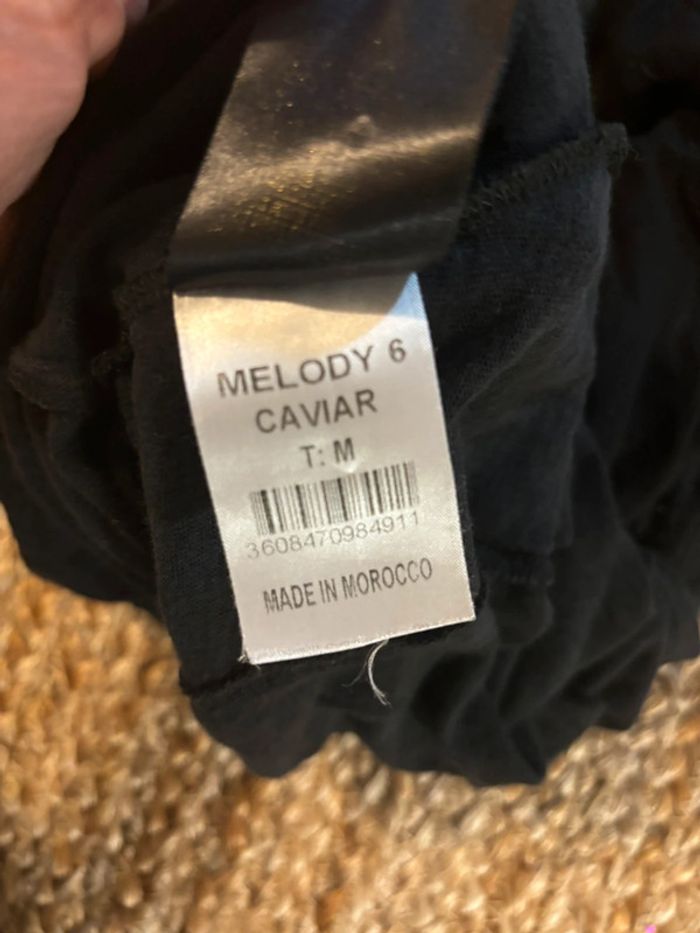 MELODY 6
CAVIAR
T: M
3608470984911
MADE IN MOROCCO